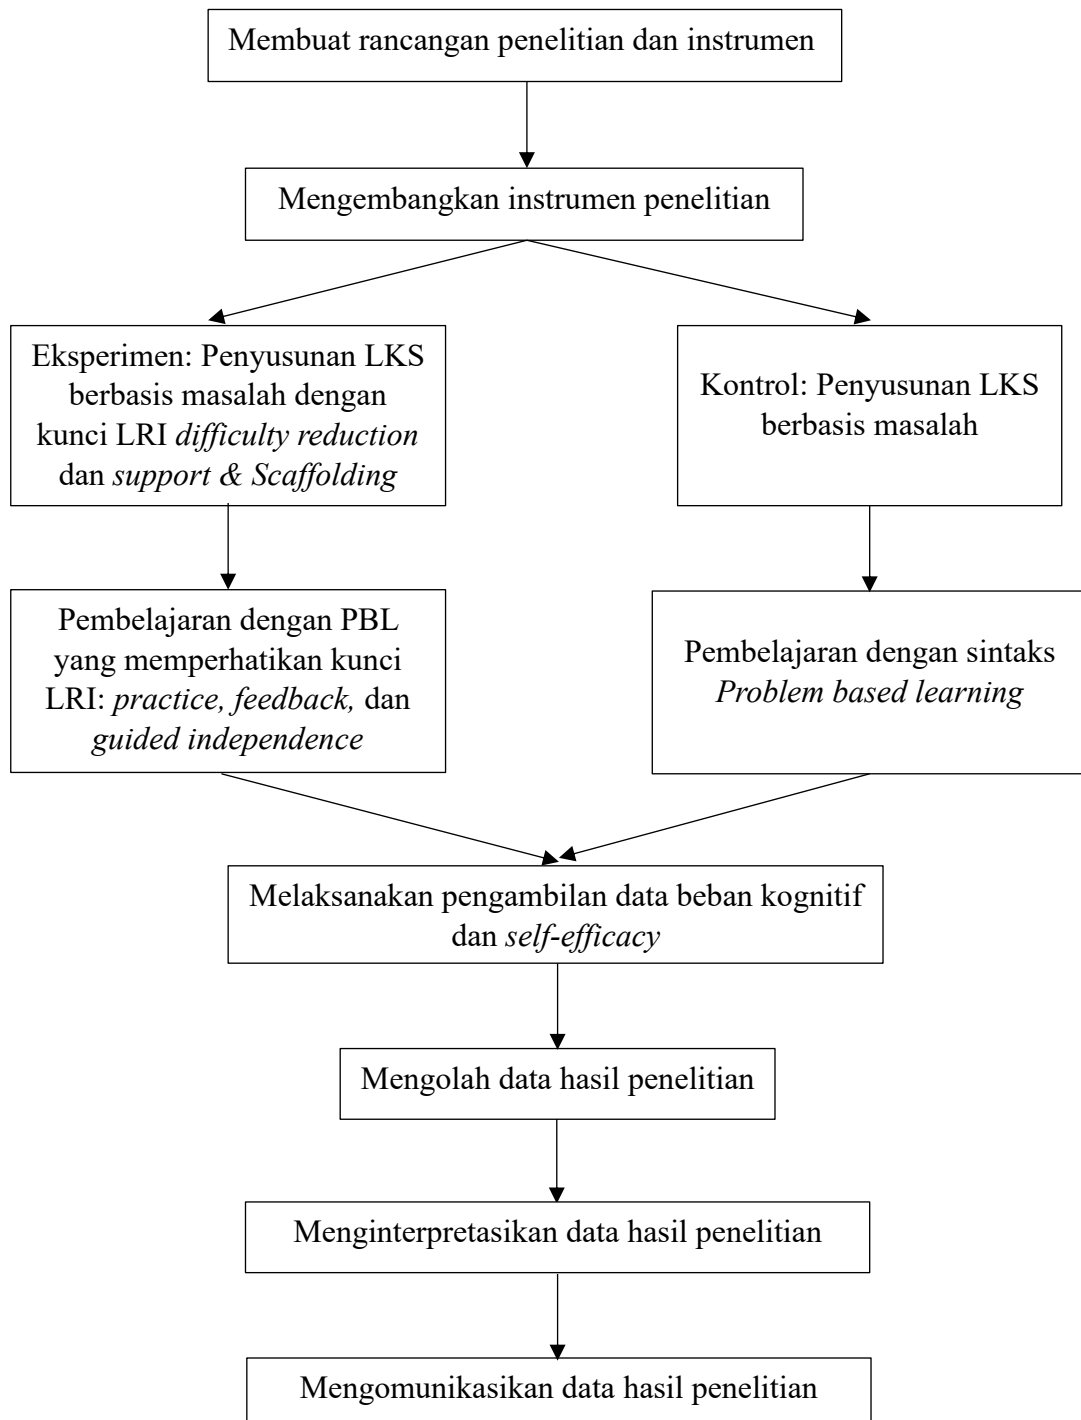 Membuat rancangan penelitian dan instrumen
Mengembangkan instrumen penelitian
Eksperimen: Penyusunan LKS
berbasis masalah dengan
kunci LRI difficulty reduction
dan support & Scaffolding
Kontrol: Penyusunan LKS
berbasis masalah
Pembelajaran dengan PBL
yang memperhatikan kunci
LRI: practice, feedback, dan
guided independence
Pembelajaran dengan sintaks
Problem based learning
Melaksanakan pengambilan data beban kognitif
dan self-efficacy
Mengolah data hasil penelitian
Menginterpretasikan data hasil penelitian
Mengomunikasikan data hasil penelitian